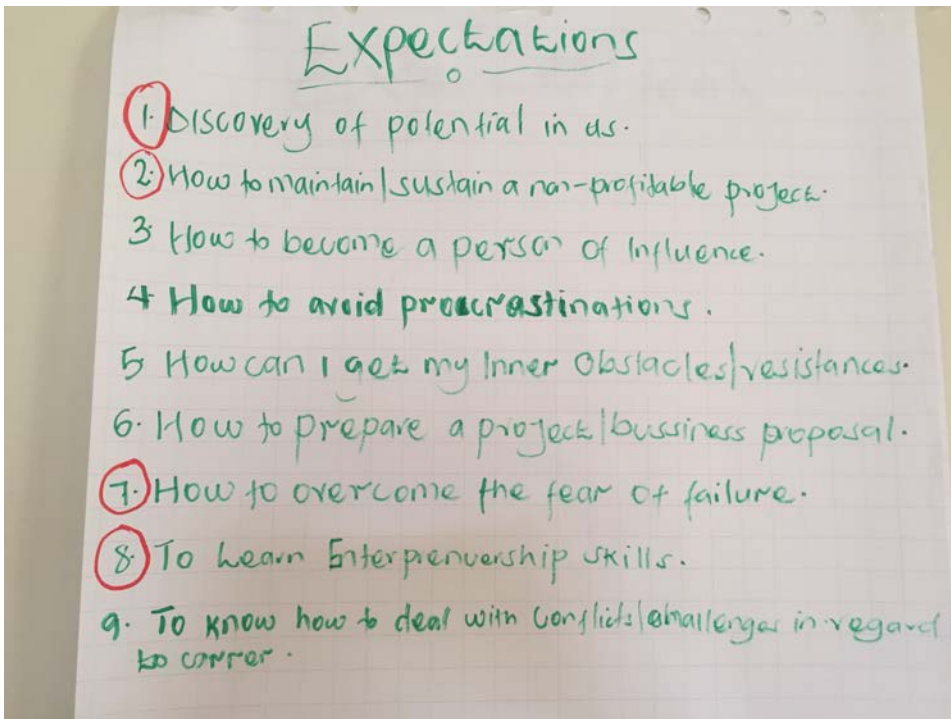 Expectations
1. Discovery of potential in us.
2. How to maintain/sustain a non-profitable project.
3. How to become a person of Influence.
4 How to avoid procrastinations.
5 How can I get my Inner Obstacles/resistances.
6. How to prepare a project/bussiness proposal.
7. How to overcome the fear of failure.
8. To Learn Enterprenuership skills.
9. To know how to deal with conflicts/challenges in regard
to